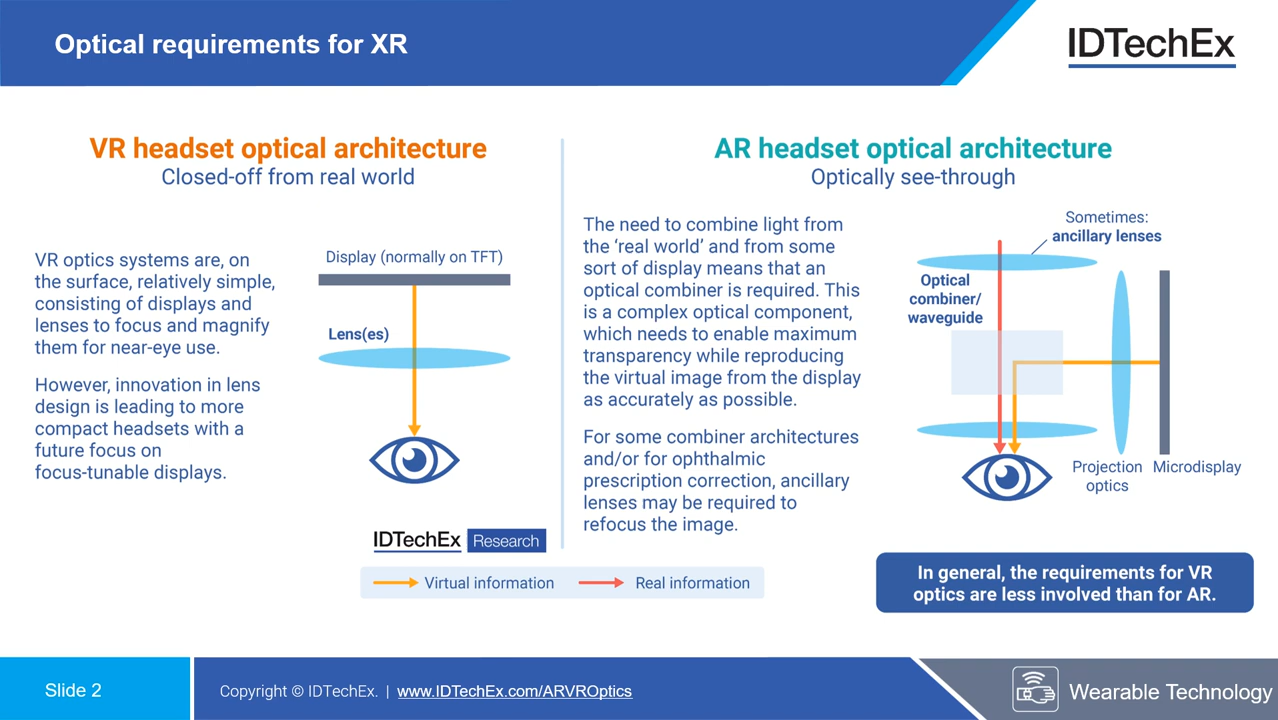 Optical requirements for XR
IDTechEx
VR headset optical architecture
Closed-off from real world
VR optics systems are, on
the surface, relatively simple,
consisting of displays and
lenses to focus and magnify
them for near-eye use.
However, innovation in lens
design is leading to more
compact headsets with a
future focus on
focus-tunable displays.
Display (normally on TFT)
Lens(es)
IDTechEx Research
AR headset optical architecture
Optically see-through
The need to combine light from
the ‘real world’ and from some
sort of display means that an
optical combiner is required. This
is a complex optical component,
which needs to enable maximum
transparency while reproducing
the virtual image from the display
as accurately as possible.
For some combiner architectures
and/or for ophthalmic
prescription correction, ancillary
lenses may be required to
refocus the image.
Sometimes:
ancillary lenses
Optical
combiner/
waveguide
Projection
optics
Microdisplay
Virtual information
Real information
In general, the requirements for VR
optics are less involved than for AR.
Slide 2
Copyright © IDTechEx. | www.IDTechEx.com/ARVROptics
Wearable Technology